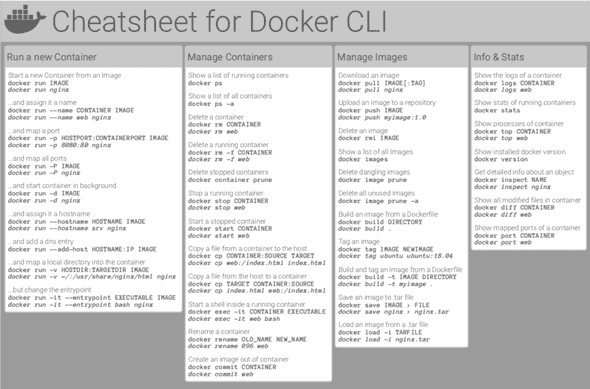 Cheatsheet for Docker CLI
Run a new Container
Start a new Container from an Image
docker run IMAGE
docker run nginx
...and assign it a name
docker run --name CONTAINER IMAGE
docker run --name web nginx
...and map a port
docker run -p HOSTPORT:CONTAINERPORT IMAGE
docker run -p 8080:80 nginx
...and map all ports
docker run -P IMAGE
docker run -P nginx
...and start container in background
docker run -d IMAGE
docker run -d nginx
...and assign it a hostname
docker run --hostname HOSTNAME IMAGE
docker run --hostname srv nginx
...and add a dns entry
docker run --add-host HOSTNAME:IP IMAGE
...and map a local directory into the container
docker run -v HOSTDIR:TARGETDIR IMAGE
docker run -v ~/:/usr/share/nginx/html nginx
...but change the entrypoint
docker run -it --entrypoint EXECUTABLE IMAGE
docker run -it --entrypoint bash nginx
Manage Containers
Show a list of running containers
docker ps
Show a list of all containers
docker ps -a
Delete a container
docker rm CONTAINER
docker rm web
Delete a running container
docker rm -f CONTAINER
docker rm -f web
Delete stopped containers
docker container prune
Stop a running container
docker stop CONTAINER
docker stop web
Start a stopped container
docker start CONTAINER
docker start web
Copy a file from a container to the host
docker cp CONTAINER:SOURCE TARGET
docker cp web:/index.html index.html
Copy a file from the host to a container
docker cp TARGET CONTAINER:SOURCE
docker cp index.html web:/index.html
Start a shell inside a running container
docker exec -it CONTAINER EXECUTABLE
docker exec -it web bash
Rename a container
docker rename OLD_NAME NEW_NAME
docker rename 096 web
Create an image out of container
docker commit CONTAINER
docker commit web
Manage Images
Download an image
docker pull IMAGE[:TAG]
docker pull nginx
Upload an image to a repository
docker push IMAGE
docker push myimage:1.0
Delete an image
docker rmi IMAGE
Show a list of all Images
docker images
Delete dangling images
docker image prune
Delete all unused images
docker image prune -a
Build an image from a Dockerfile
docker build DIRECTORY
docker build .
Tag an image
docker tag IMAGE NEWIMAGE
docker tag ubuntu ubuntu:18.04
Build and tag an image from a Dockerfile
docker build -t IMAGE DIRECTORY
docker build -t myimage .
Save an image to .tar file
docker save IMAGE > FILE
docker save nginx > nginx.tar
Load an image from a .tar file
docker load -i TARFILE
docker load -i nginx.tar
Info & Stats
Show the logs of a container
docker logs CONTAINER
docker logs web
Show stats of running containers
docker stats
Show processes of container
docker top CONTAINER
docker top web
Show installed docker version
docker version
Get detailed info about an object
docker inspect NAME
docker inspect nginx
Show all modified files in container
docker diff CONTAINER
docker diff web
Show mapped ports of a container
docker port CONTAINER
docker port web